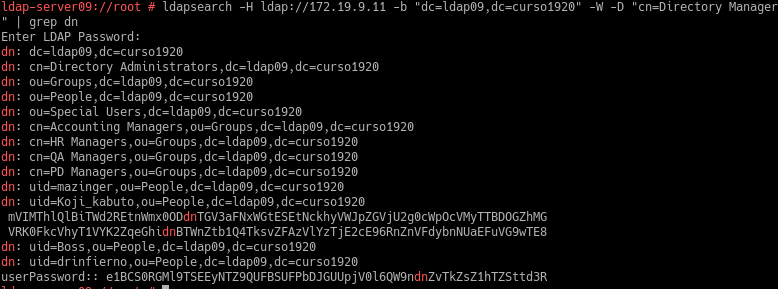 ldap-server09://root # ldapsearch -H ldap://172.19.9.11 -b "dc=ldap09,dc=curso1920" -W -D "cn=Directory Manager
" | grep dn
Enter LDAP Password:
dn: dc=ldap09,dc=curso1920
dn: cn=Directory Administrators,dc=ldap09,dc=curso1920
dn: ou=Groups,dc=ldap09,dc=curso1920
dn: ou=People,dc=ldap09,dc=curso1920
dn: ou=Special Users,dc=ldap09,dc=curso1920
dn: cn=Accounting Managers,ou=Groups,dc=ldap09,dc=curso1920
dn: cn=HR Managers,ou=Groups,dc=ldap09,dc=curso1920
dn: cn=QA Managers,ou=Groups,dc=ldap09,dc=curso1920
dn: cn=PD Managers,ou=Groups,dc=ldap09,dc=curso1920
dn: uid=mazinger,ou=People,dc=ldap09,dc=curso1920
dn: uid=Koji_kabuto,ou=People,dc=ldap09,dc=curso1920
mVIMThlQlBiTWd2REtnWmx0ODdnTGV3aFNxWGtESEtNckhyVWJpZGVjU2g0cWpOcVMyTTBDOGZhMG
VRK0FkcVhyT1VYK2ZqeGhidnBTWnZtb1Q4TksvZFAzVlYzTjE2cE96RnZnVFdybnNUaEFuVG9wTE8
dn: uid=Boss,ou=People,dc=ldap09,dc=curso1920
dn: uid=drinfierno,ou=People,dc=ldap09,dc=curso1920
userPassword:: e1BCS0RGMl9TSEEyNTZ9QUFBSUFPbDJGUUpjV0l6QW9ndnZvTkZsZ1hTZSttd3R
ldap-server09://root #